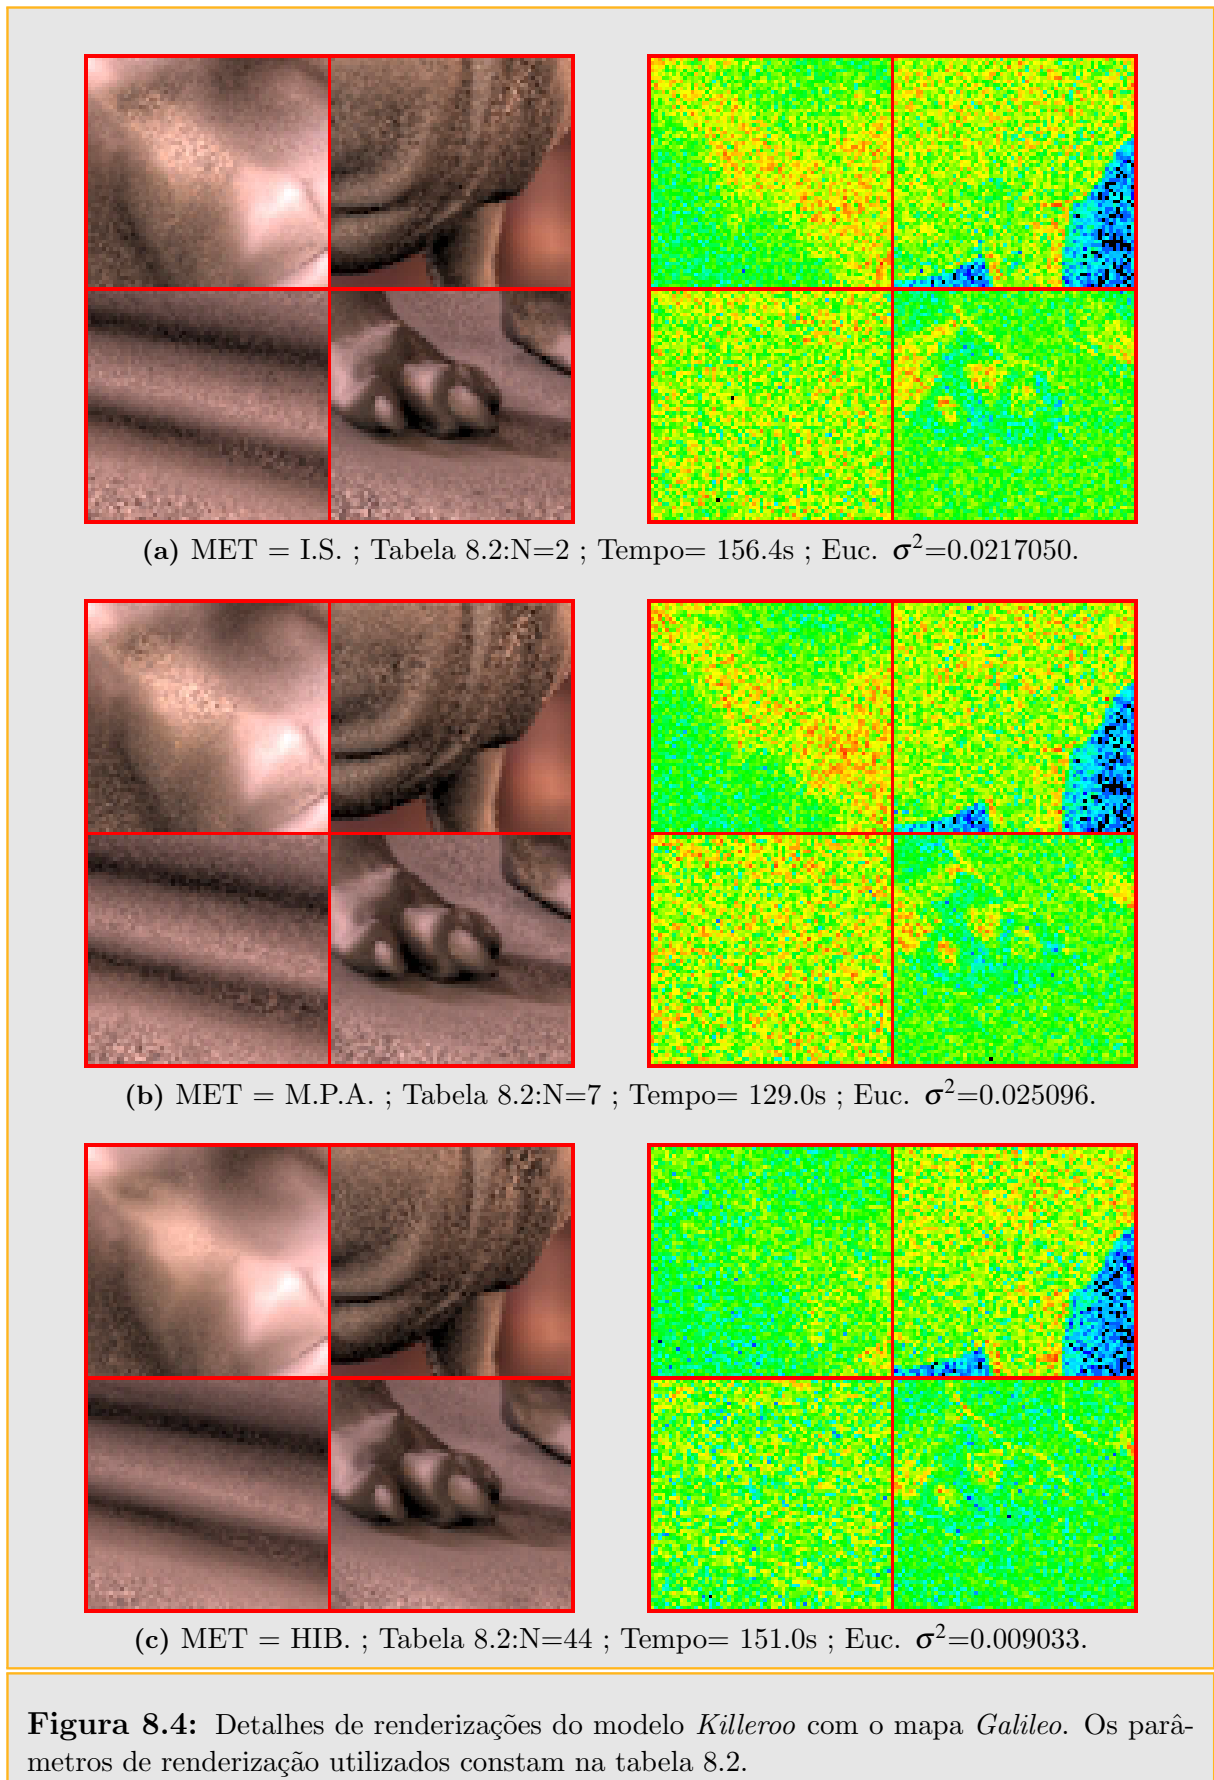 (a) MET = I.S. ; Tabela 8.2:N=2 ; Tempo= 156.4s ; Euc. σ²=0.0217050.
(b) MET = M.P.A. ; Tabela 8.2:N=7 ; Tempo= 129.0s ; Euc. σ²=0.025096.
(c) MET = HIB. ; Tabela 8.2:N=44 ; Tempo= 151.0s ; Euc. σ²=0.009033.
Figura 8.4: Detalhes de renderizações do modelo Killeroo com o mapa Galileo. Os parâ-
metros de renderização utilizados constam na tabela 8.2.